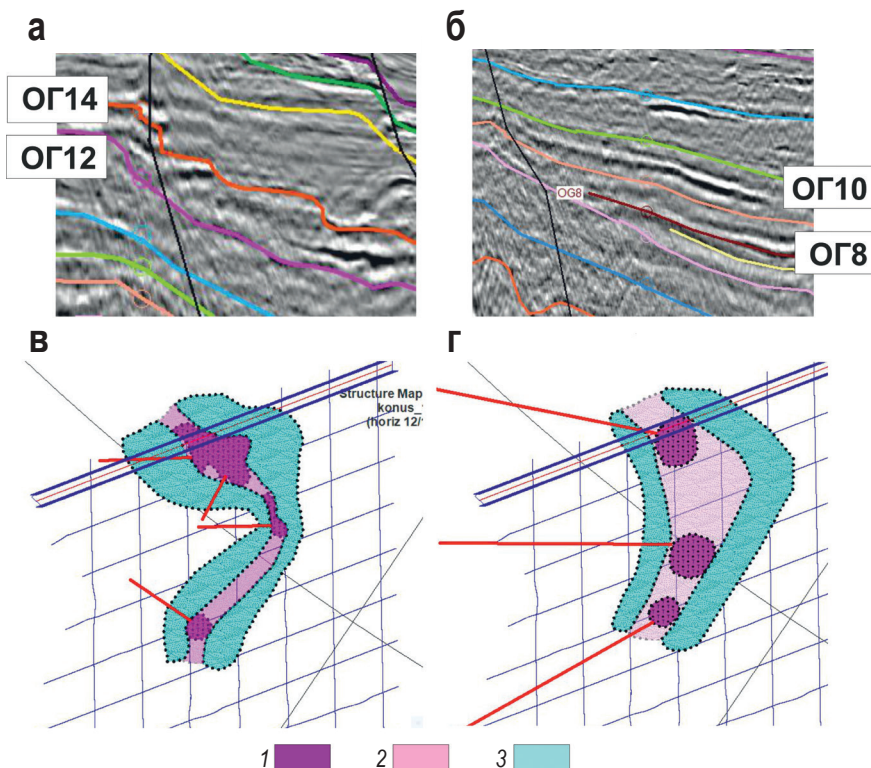 а
б
ОГ14
ОГ12
OG8
ОГ10
ОГ8
в
г
Structure Map
konus_
(horiz 12/
1
2
3